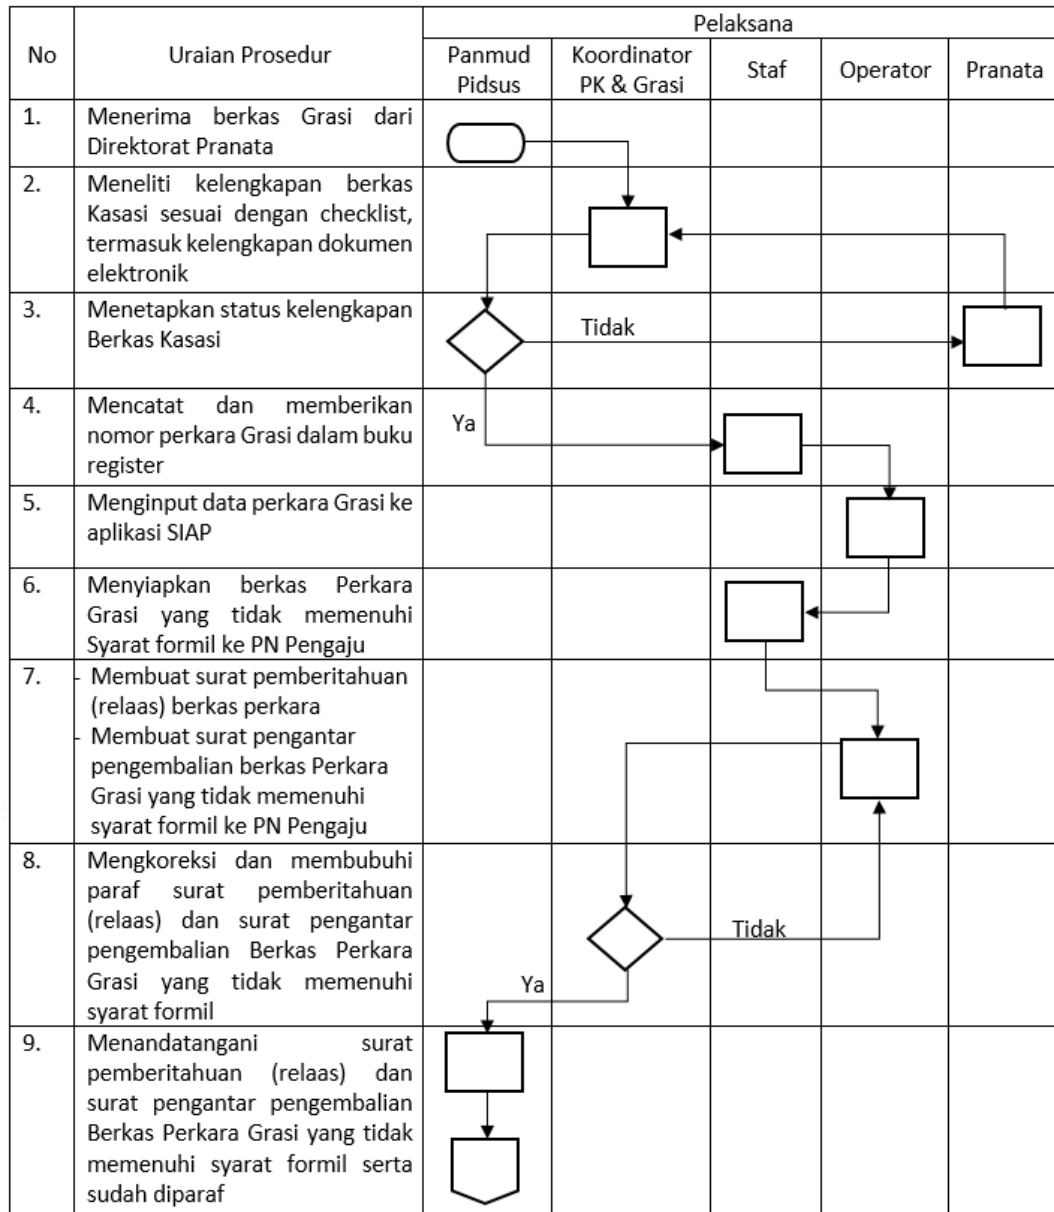 No
Uraian Prosedur
Pelaksana
Panmud
Pidsus
Koordinator
PK & Grasi
Staf
Operator
Pranata
1.
Menerima berkas Grasi dari
Direktorat Pranata
2.
Meneliti kelengkapan berkas
Kasasi sesuai dengan checklist,
termasuk kelengkapan dokumen
elektronik
3.
Menetapkan status kelengkapan
Berkas Kasasi
Tidak
4.
Mencatat dan memberikan
nomor perkara Grasi dalam buku
register
Ya
5.
Menginput data perkara Grasi ke
aplikasi SIAP
6.
Menyiapkan berkas Perkara
Grasi yang tidak memenuhi
Syarat formil ke PN Pengaju
7.
- Membuat surat pemberitahuan
(relaas) berkas perkara
- Membuat surat pengantar
pengembalian berkas Perkara
Grasi yang tidak memenuhi
syarat formil ke PN Pengaju
8.
Mengkoreksi dan membubuhi
paraf surat pemberitahuan
(relaas) dan surat pengantar
pengembalian Berkas Perkara
Grasi yang tidak memenuhi
syarat formil
Tidak
Ya
9.
Menandatangani surat
pemberitahuan (relaas) dan
surat pengantar pengembalian
Berkas Perkara Grasi yang tidak
memenuhi syarat formil serta
sudah diparaf